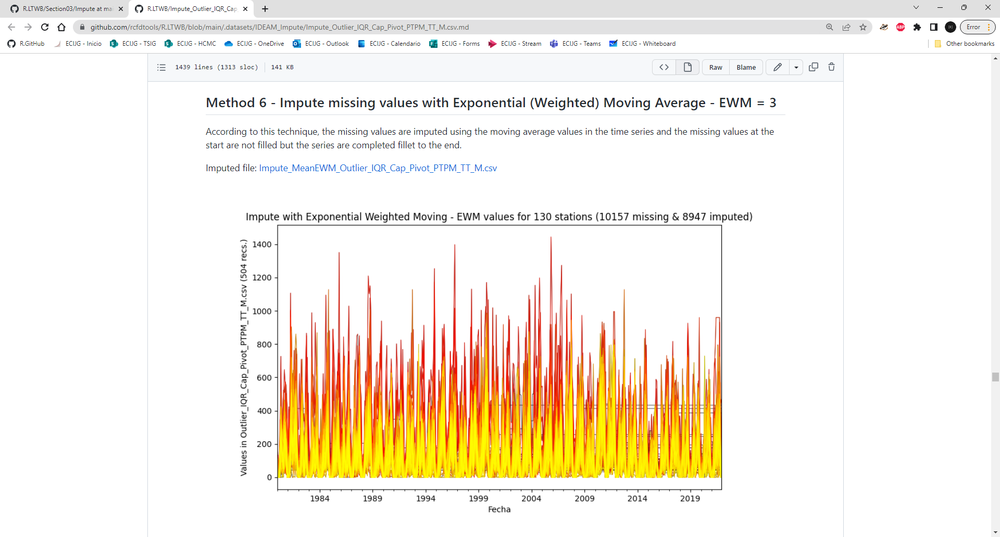 R.LTWB/Section03/Impute at ma
R.LTWB/Impute_Outlier_IQR_Cap_
github.com/rcfdtools/R.LTWB/blob/main/.datasets/IDEAM_Impute/Impute_Outlier_IQR_Cap_Pivot_PTPM_TT_M.csv.md
ABP
Error
R.GitHub
ECIJG - Inicio
ECIJG - TSIG
ECIJG - HCMC
ECIJG - OneDrive
ECIJG - Outlook
ECIJG - Calendario
ECIJG - Forms
ECIJG - Stream
ECIJG - Teams
ECIJG - Whiteboard
Other bookmarks
1439 lines (1313 sloc)
141 KB
Raw
Blame
Method 6 - Impute missing values with Exponential (Weighted) Moving Average - EWM = 3
According to this technique, the missing values are imputed using the moving average values in the time series and the missing values at the
start are not filled but the series are completed fillet to the end.
Imputed file: Impute_MeanEWM_Outlier_IQR_Cap_Pivot_PTPM_TT_M.csv
Impute with Exponential Weighted Moving - EWM values for 130 stations (10157 missing & 8947 imputed)
Values in Outlier_IQR_Cap_Pivot_PTPM_TT_M.csv (504 recs.)
1400
1200
1000
800
600
400
200
0
1984
1989
1994
1999
2004
2009
2014
2019
Fecha